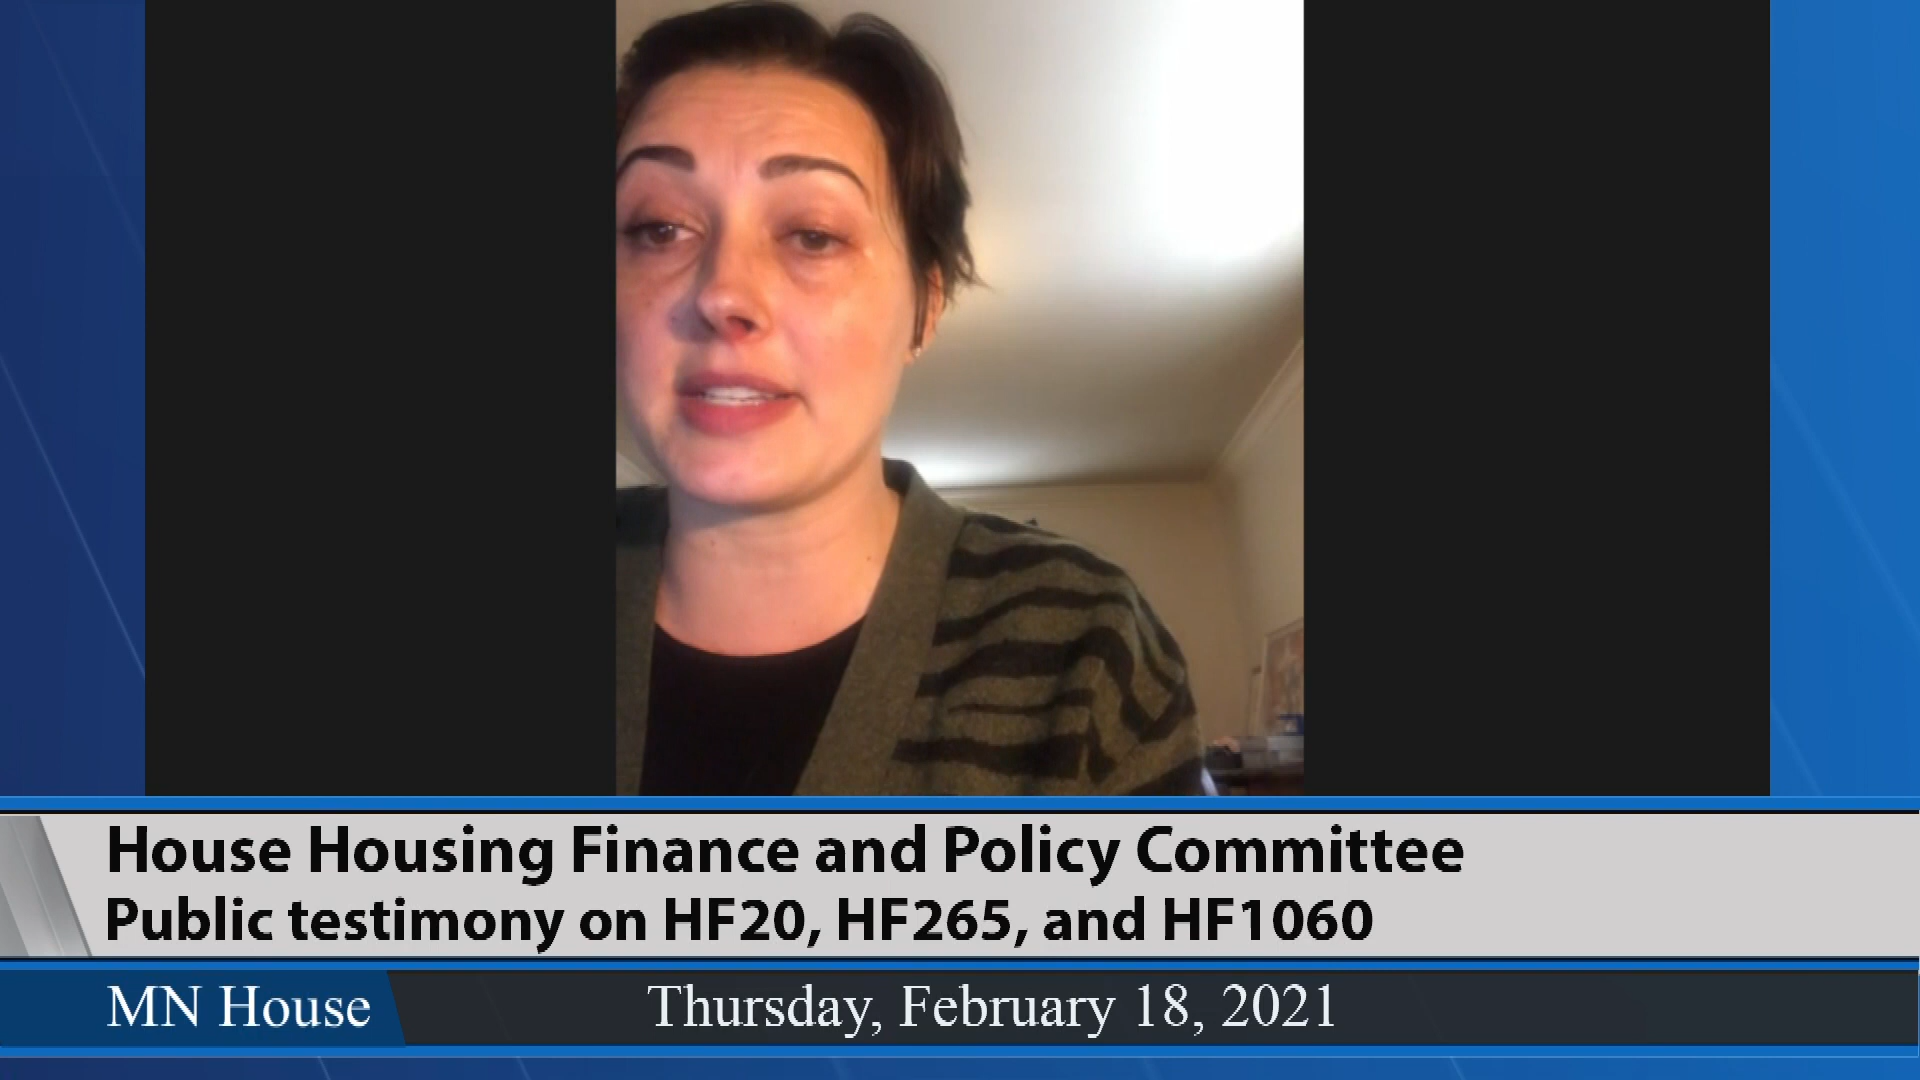 House Housing Finance and Policy Committee
Public testimony on HF20, HF265, and HF1060
MN House
Thursday, February 18, 2021